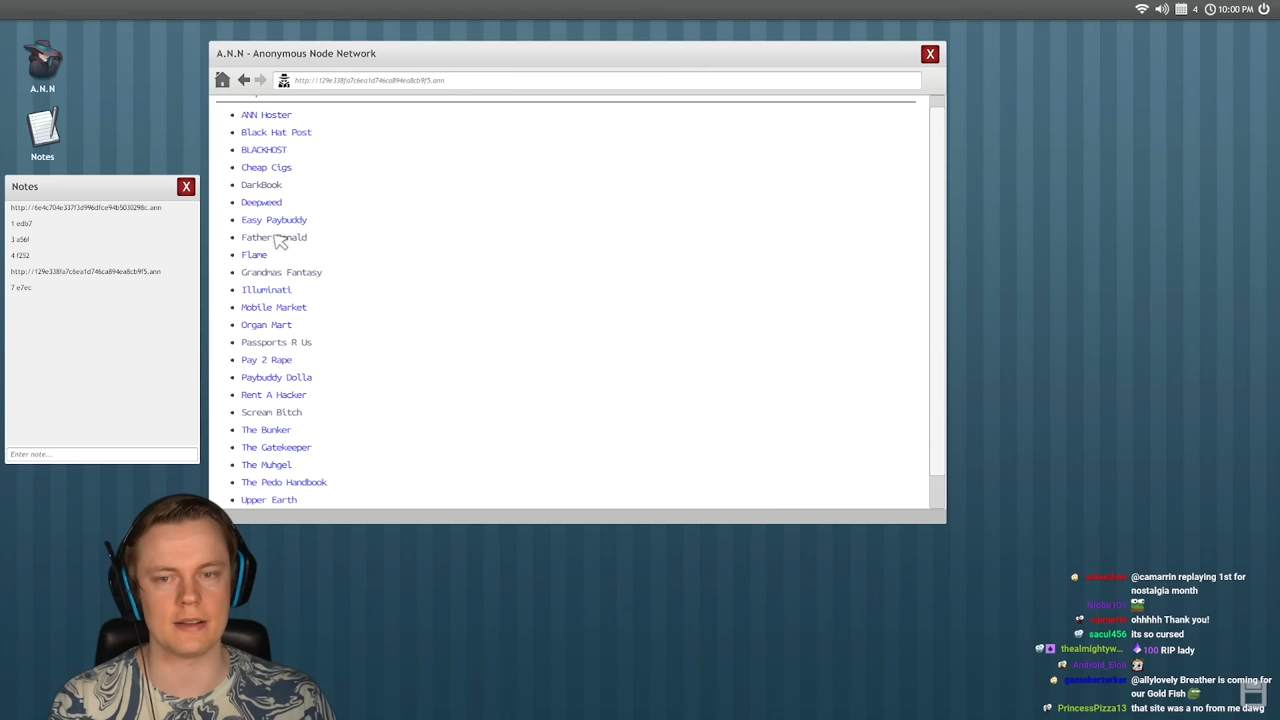 4 10:00 PM
A.N.N - Anonymous Node Network
X
http://129e338fa7c6ea1d746ca894ea8cb9f5.ann
A.N.N
Notes
Notes
X
http://6e4c704e337f3d996dfce94b5030298c.ann
1 edb7
3 a56f
4 f252
http://129e338fa7c6ea1d746ca894ea8cb9f5.ann
7 e7ec
Enter note...
ANN Hoster
Black Hat Post
BLACKHOST
Cheap Cigs
DarkBook
Deepweed
Easy Paybuddy
Father
Flame
Grandmas Fantasy
Illuminati
Mobile Market
Organ Mart
Passports R Us
Pay 2 Rape
Paybuddy Dolla
Rent A Hacker
Scream Bitch
The Bunker
The Gatekeeper
The Muhgel
The Pedo Handbook
Upper Earth
@camarrin replaying 1st for
nostalgia month
ohhhhh Thank you!
sacul456 its so cursed
thealmightyw... 100 RIP lady
Android_Elon
gameberzerker @allylovely Breather is coming for
our Gold Fish
PrincessPizza13 that site was a no from me dawg